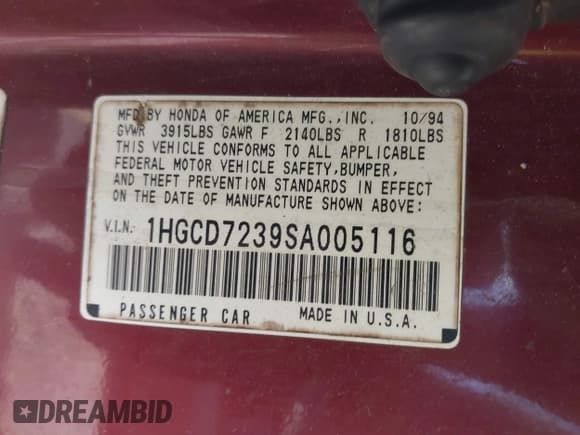 MFD.BY HONDA OF AMERICA MFG.,INC. 10/94
GVWR 3915LBS GAWR F 2140LBS R 1810LBS
THIS VEHICLE CONFORMS TO ALL APPLICABLE
FEDERAL MOTOR VEHICLE SAFETY,BUMPER,
AND THEFT PREVENTION STANDARDS IN EFFECT
ON THE DATE OF MANUFACTURE SHOWN ABOVE:
V.I.N: 1HGCD7239SA005116
PASSENGER CAR MADE IN U.S.A.
DREAMBID